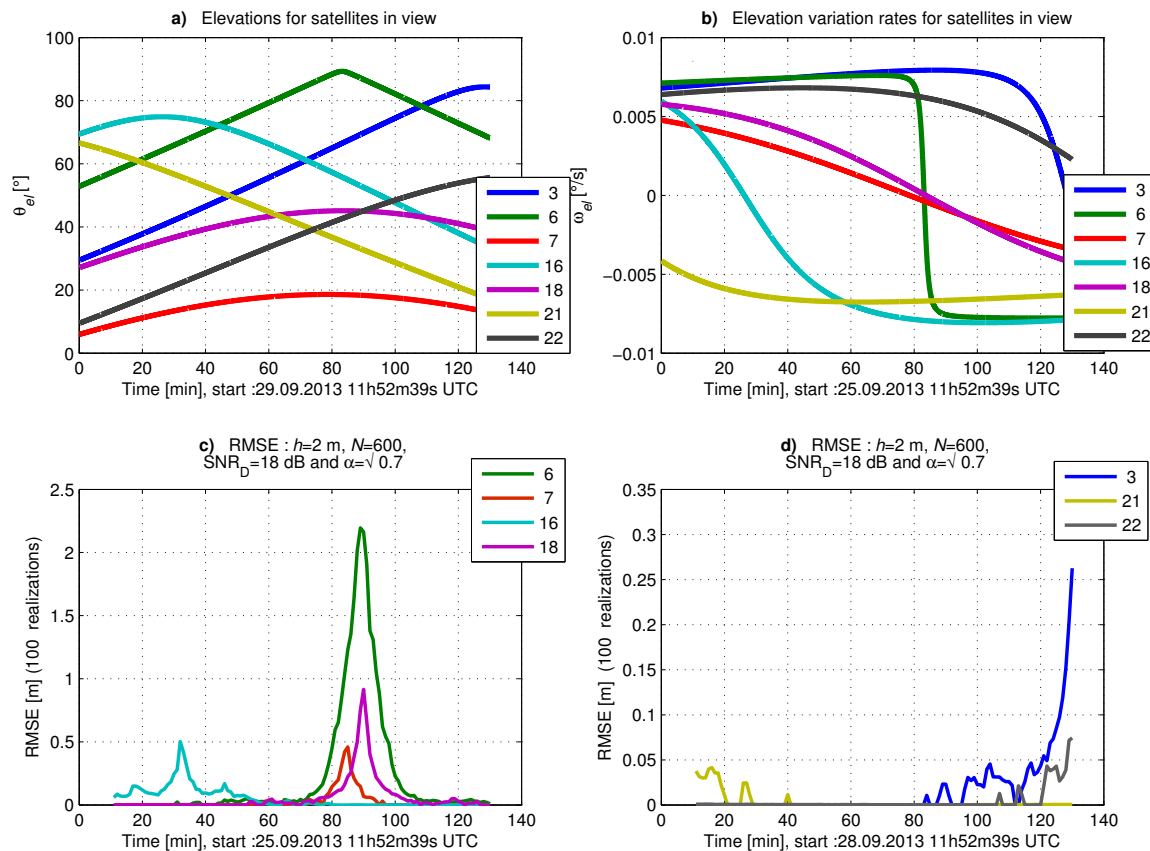 a) Elevations for satellites in view
100
80
60
40
20
0
θel [°]
0 20 40 60 80 100 120 140
Time [min], start :29.09.2013 11h52m39s UTC
3
6
7
16
18
21
22
b) Elevation variation rates for satellites in view
0.01
0.005
0
−0.005
−0.01
ωel [°/s]
0 20 40 60 80 100 120 140
Time [min], start :25.09.2013 11h52m39s UTC
3
6
7
16
18
21
22
c) RMSE : h=2 m, N=600,
SNRD=18 dB and α=√ 0.7
2.5
2
1.5
1
0.5
0
RMSE [m] (100 realizations)
0 20 40 60 80 100 120 140
Time [min], start :25.09.2013 11h52m39s UTC
6
7
16
18
d) RMSE : h=2 m, N=600,
SNRD=18 dB and α=√ 0.7
0.35
0.3
0.25
0.2
0.15
0.1
0.05
0
RMSE [m] (100 realizations)
0 20 40 60 80 100 120 140
Time [min], start :28.09.2013 11h52m39s UTC
3
21
22